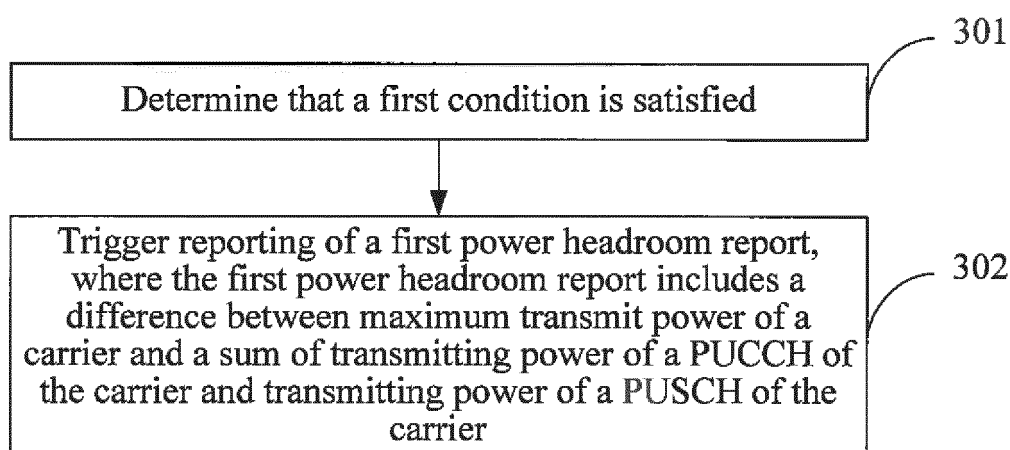 301
Determine that a first condition is satisfied
Trigger reporting of a first power headroom report,
where the first power headroom report includes a
difference between maximum transmit power of a
carrier and a sum of transmitting power of a PUCCH of
the carrier and transmitting power of a PUSCH of the
carrier
302